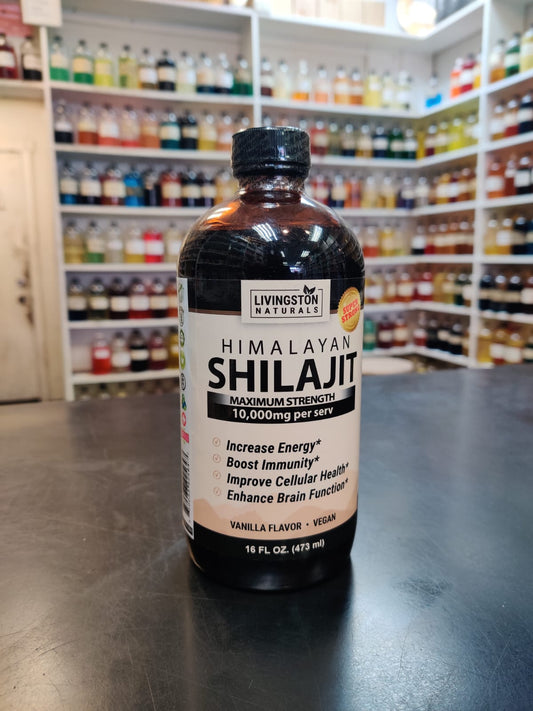 LIVINGSTON
NATURALS
SUPER
STRONG
HIMALAYAN
SHILAJIT
MAXIMUM STRENGTH
10,000mg per serv
Increase Energy*
Boost Immunity*
Improve Cellular Health*
Enhance Brain Function*
VANILLA FLAVOR • VEGAN
16 FL OZ. (473 ml)